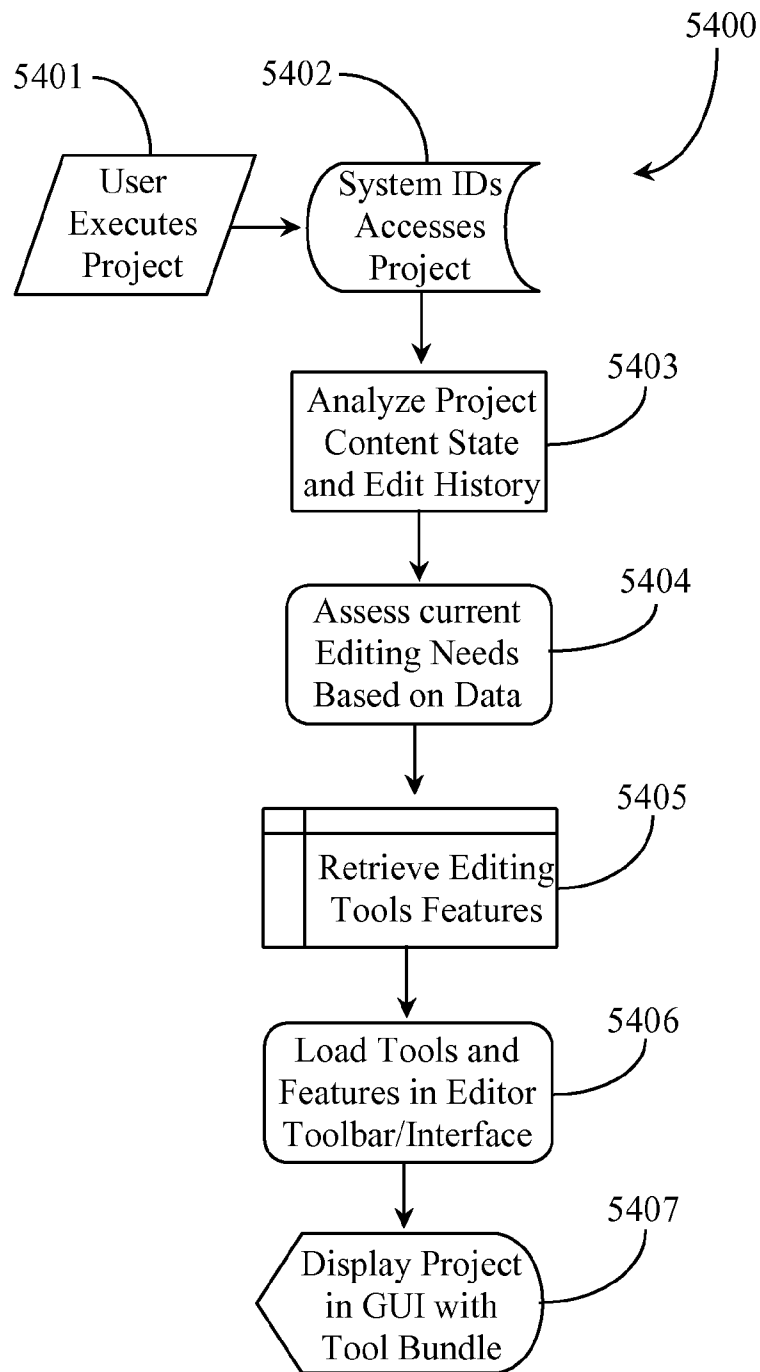 5400
5401
5402
User
Executes
Project
System IDs
Accesses
Project
5403
Analyze Project
Content State
and Edit History
5404
Assess current
Editing Needs
Based on Data
5405
Retrieve Editing
Tools Features
5406
Load Tools and
Features in Editor
Toolbar/Interface
5407
Display Project
in GUI with
Tool Bundle